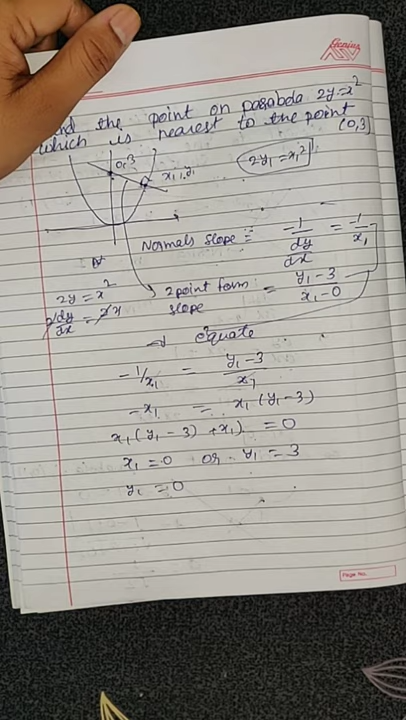 the point on parabola 2y=x²
which is nearest to the point (0,3)
0,3
x₁,y₁
2y₁=x₁²
Normals slope = -1/(dy/dx) = -1/x₁
2y=x²
2dy/dx = 2x
2 point form slope = (y₁-3)/(x₁-0)
equate
-1/x₁ = (y₁-3)/x₁
-x₁ = x₁(y₁-3)
x₁(y₁-3)+x₁) = 0
x₁=0 or y₁=3
y₁=0
Page No.